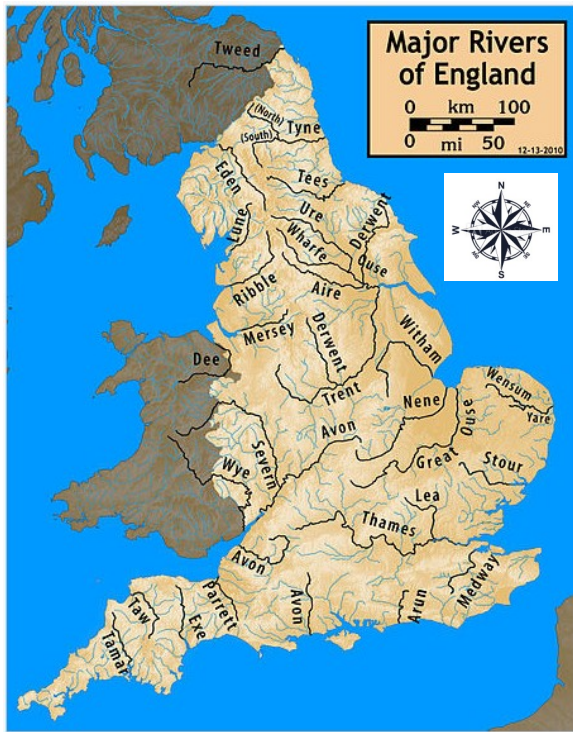 Major Rivers
of England
0 km 100
0 mi 50
12-13-2010
Tweed
(North)
(South)
Tyne
Eden
Tees
Ure
Derwent
Lune
Wharfe
Ouse
Ribble
Aire
Mersey
Derwent
Witham
Dee
Trent
Nene
Wensum
Yare
Ouse
Avon
Severn
Great
Stour
Wye
Lea
Thames
Avon
Medway
Parrett
Avon
Arun
Taw
Exe
Tamar
N
W
E
S